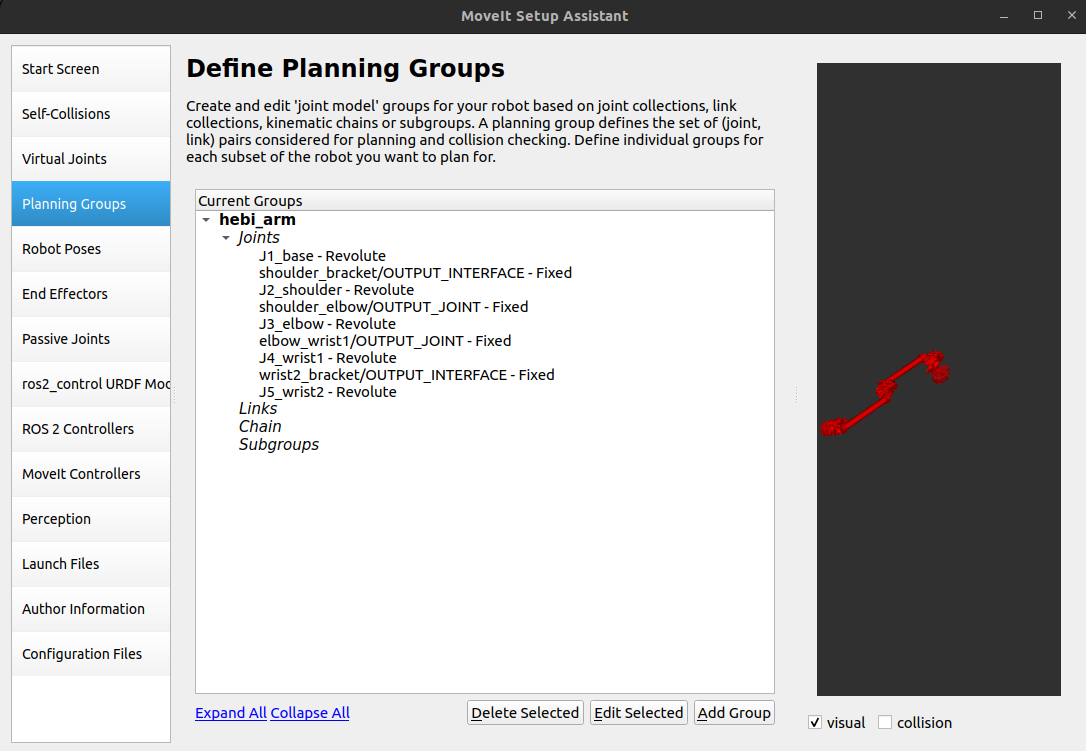 MoveIt Setup Assistant
Start Screen
Self-Collisions
Virtual Joints
Planning Groups
Robot Poses
End Effectors
Passive Joints
ros2_control URDF Moc
ROS 2 Controllers
MoveIt Controllers
Perception
Launch Files
Author Information
Configuration Files
Define Planning Groups
Create and edit 'joint model' groups for your robot based on joint collections, link
collections, kinematic chains or subgroups. A planning group defines the set of (joint,
link) pairs considered for planning and collision checking. Define individual groups for
each subset of the robot you want to plan for.
Current Groups
hebi_arm
Joints
J1_base - Revolute
shoulder_bracket/OUTPUT_INTERFACE - Fixed
J2_shoulder - Revolute
shoulder_elbow/OUTPUT_JOINT - Fixed
J3_elbow - Revolute
elbow_wrist1/OUTPUT_JOINT - Fixed
J4_wrist1 - Revolute
wrist2_bracket/OUTPUT_INTERFACE - Fixed
J5_wrist2 - Revolute
Links
Chain
Subgroups
Expand All Collapse All
Delete Selected
Edit Selected
Add Group
visual
collision